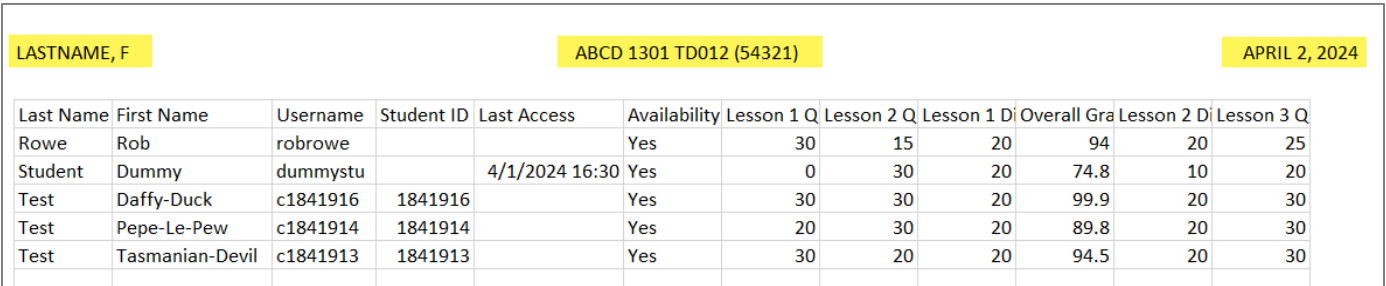 LASTNAME, F ABCD 1301 TD012 (54321) APRIL 2, 2024
Last Name First Name Username Student ID Last Access Availability Lesson 1 Q Lesson 2 Q Lesson 1 Di Overall Gra Lesson 2 Di Lesson 3 Q
Rowe Rob robrowe Yes 30 15 20 94 20 25
Student Dummy dummystu 4/1/2024 16:30 Yes 0 30 20 74.8 10 20
Test Daffy-Duck c1841916 1841916 Yes 30 30 20 99.9 20 30
Test Pepe-Le-Pew c1841914 1841914 Yes 20 30 20 89.8 20 30
Test Tasmanian-Devil c1841913 1841913 Yes 30 20 20 94.5 20 30